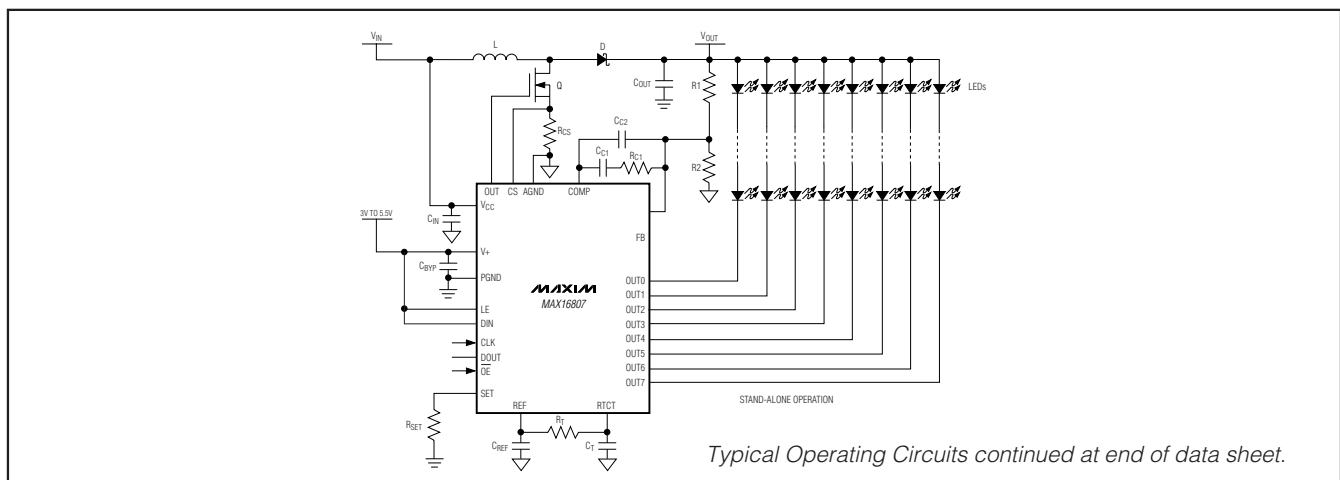 VIN
L
D
VOUT
Q
COUT
R1
LEDs
RCS
CC2
CC1
RC1
R2
OUT CS AGND COMP
VCC
3V TO 5.5V
CIN
FB
V+
CBYP
PGND
MAXIM
MAX16807
OUT0
OUT1
OUT2
OUT3
OUT4
OUT5
OUT6
OUT7
LE
DIN
CLK
DOUT
OE
SET
STAND-ALONE OPERATION
REF
RTCT
RSET
RT
CREF
CT
Typical Operating Circuits continued at end of data sheet.